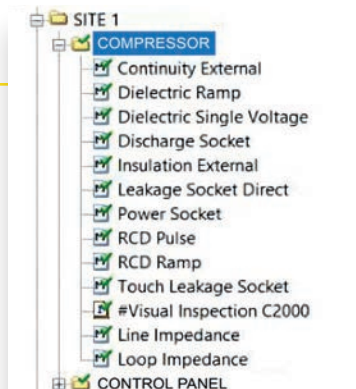 SITE 1
COMPRESSOR
Continuity External
Dielectric Ramp
Dielectric Single Voltage
Discharge Socket
Insulation External
Leakage Socket Direct
Power Socket
RCD Pulse
RCD Ramp
Touch Leakage Socket
#Visual Inspection C2000
Line Impedance
Loop Impedance
CONTROL PANEL